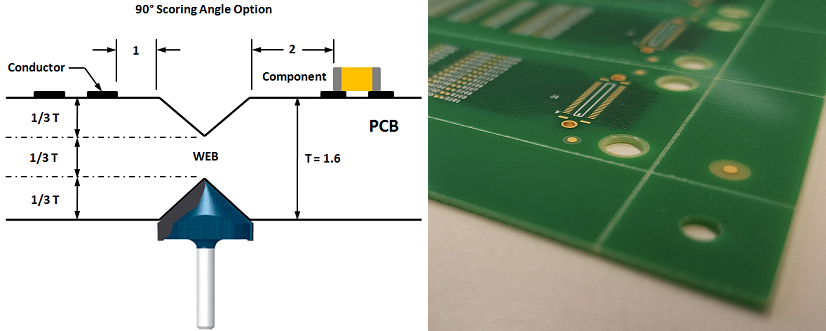 90° Scoring Angle Option
1
2
Conductor
Component
1/3 T
PCB
1/3 T
WEB
T = 1.6
1/3 T